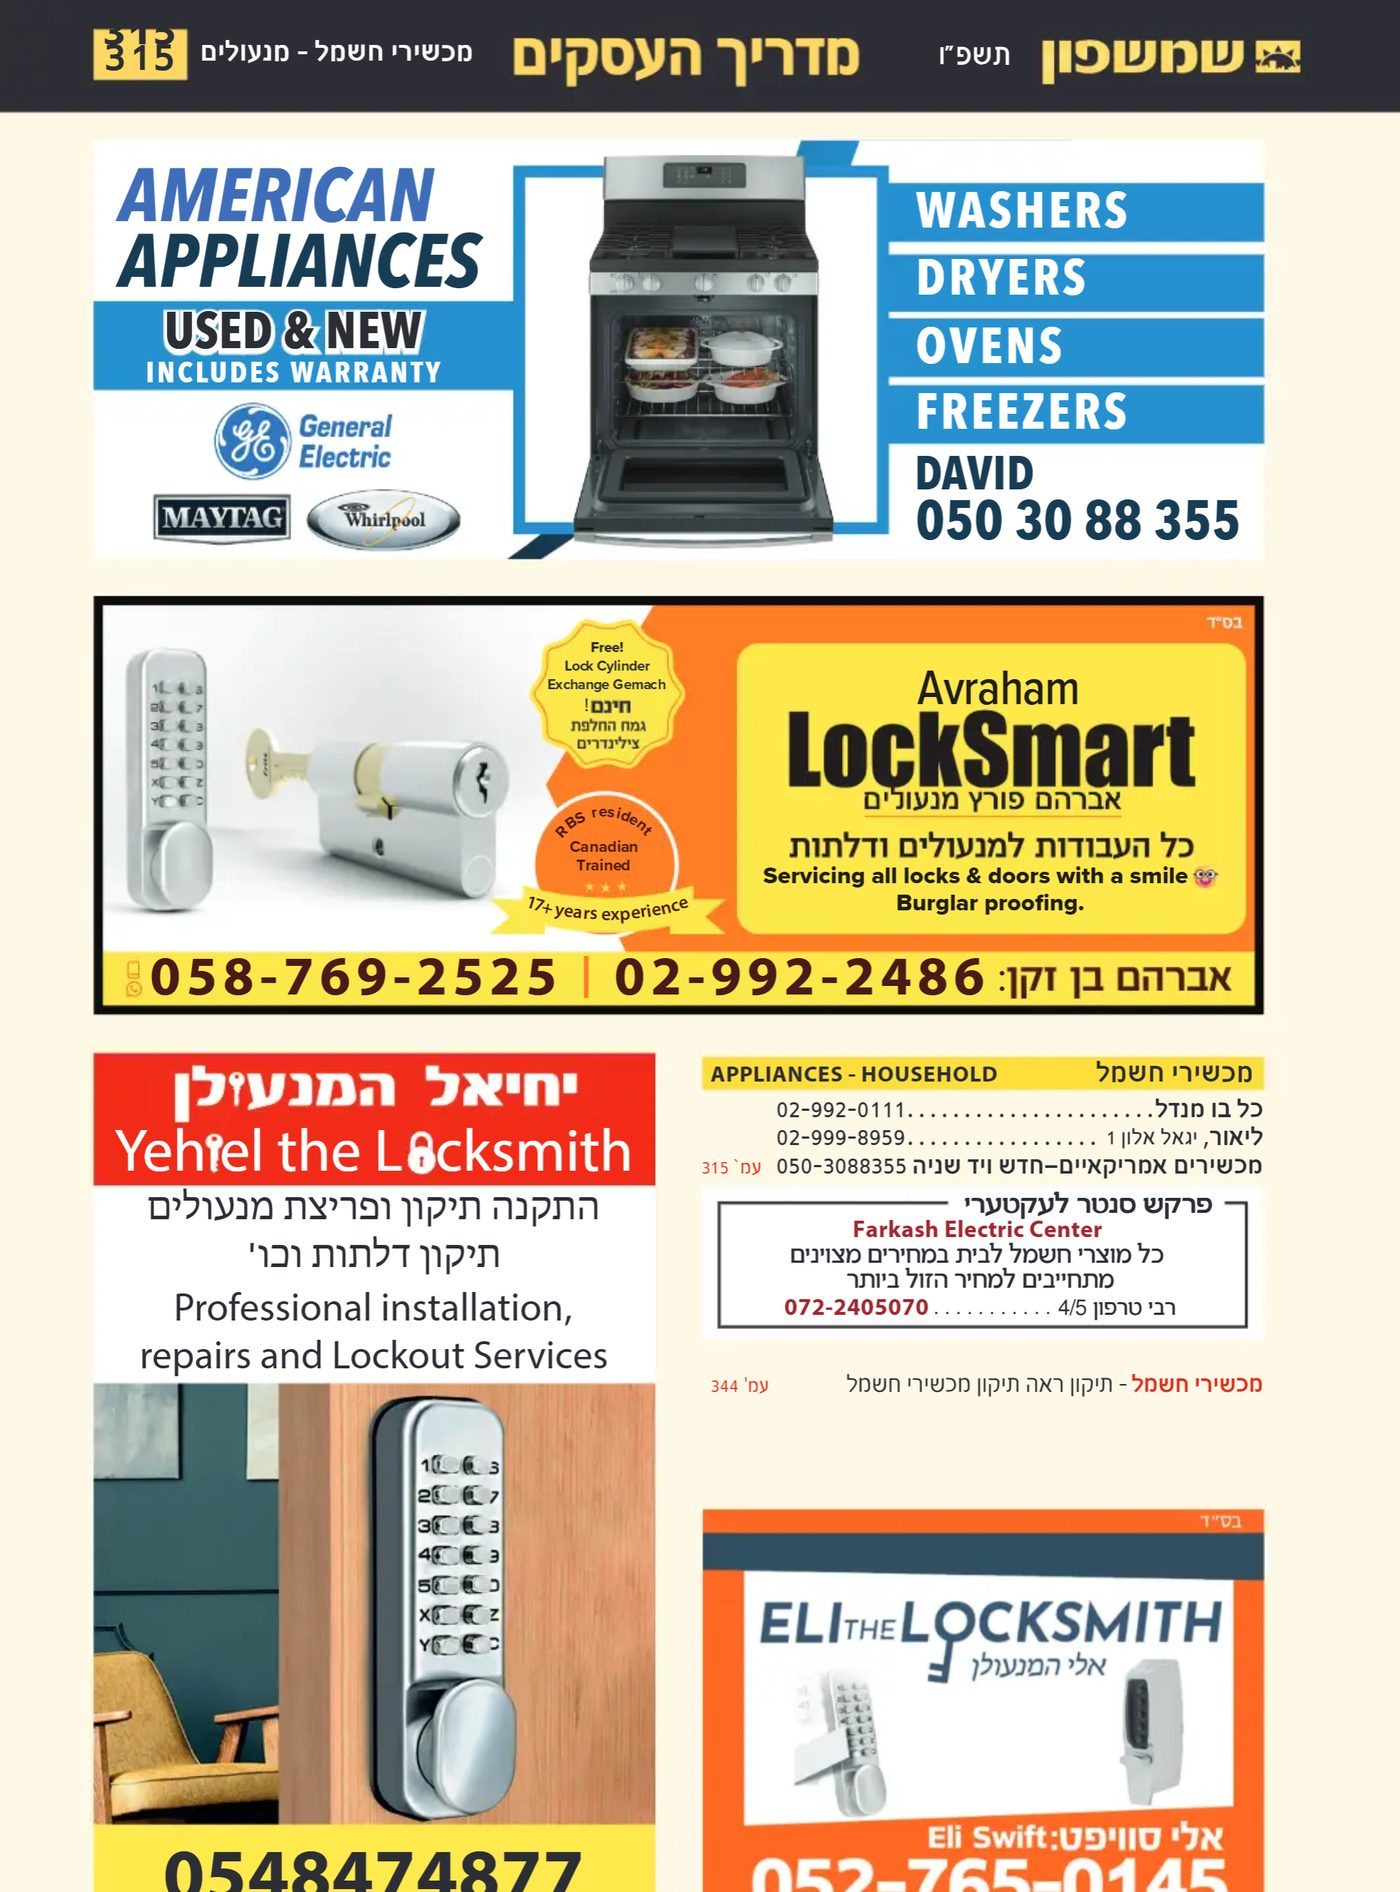 שמשפון
תשפ"ו
מדריך העסקים
מכשירי חשמל - מנעולים
315
AMERICAN
APPLIANCES
USED & NEW
INCLUDES WARRANTY
General
Electric
MAYTAG
Whirlpool
WASHERS
DRYERS
OVENS
FREEZERS
DAVID
050 30 88 355
בס"ד
Free!
Lock Cylinder
Exchange Gemach
חינם!
גמח החלפת
צילינדרים
RBS resident
Canadian
Trained
17+ years experience
Avraham
LockSmart
אברהם פורץ מנעולים
כל העבודות למנעולים ודלתות
Servicing all locks & doors with a smile
Burglar proofing.
אברהם בן זקן: 02-992-2486 | 058-769-2525
יחיאל המנעולן
Yehiel the Locksmith
התקנה תיקון ופריצת מנעולים
תיקון דלתות וכו'
Professional installation,
repairs and Lockout Services
0548474877
מכשירי חשמל APPLIANCES - HOUSEHOLD
כל בו מנדל......................02-992-0111
ליאור, יגאל אלון 1 .................02-999-8959
מכשירים אמריקאיים–חדש ויד שניה 050-3088355 עמ` 315
פרקש סנטר לעקטערי
Farkash Electric Center
כל מוצרי חשמל לבית במחירים מצוינים
מתחייבים למחיר הזול ביותר
רבי טרפון 4/5 ........... 072-2405070
מכשירי חשמל - תיקון ראה תיקון מכשירי חשמל עמ' 344
בס"ד
ELI THE LOCKSMITH
אלי המנעולן
אלי סוויפט: Eli Swift
052-765-0145